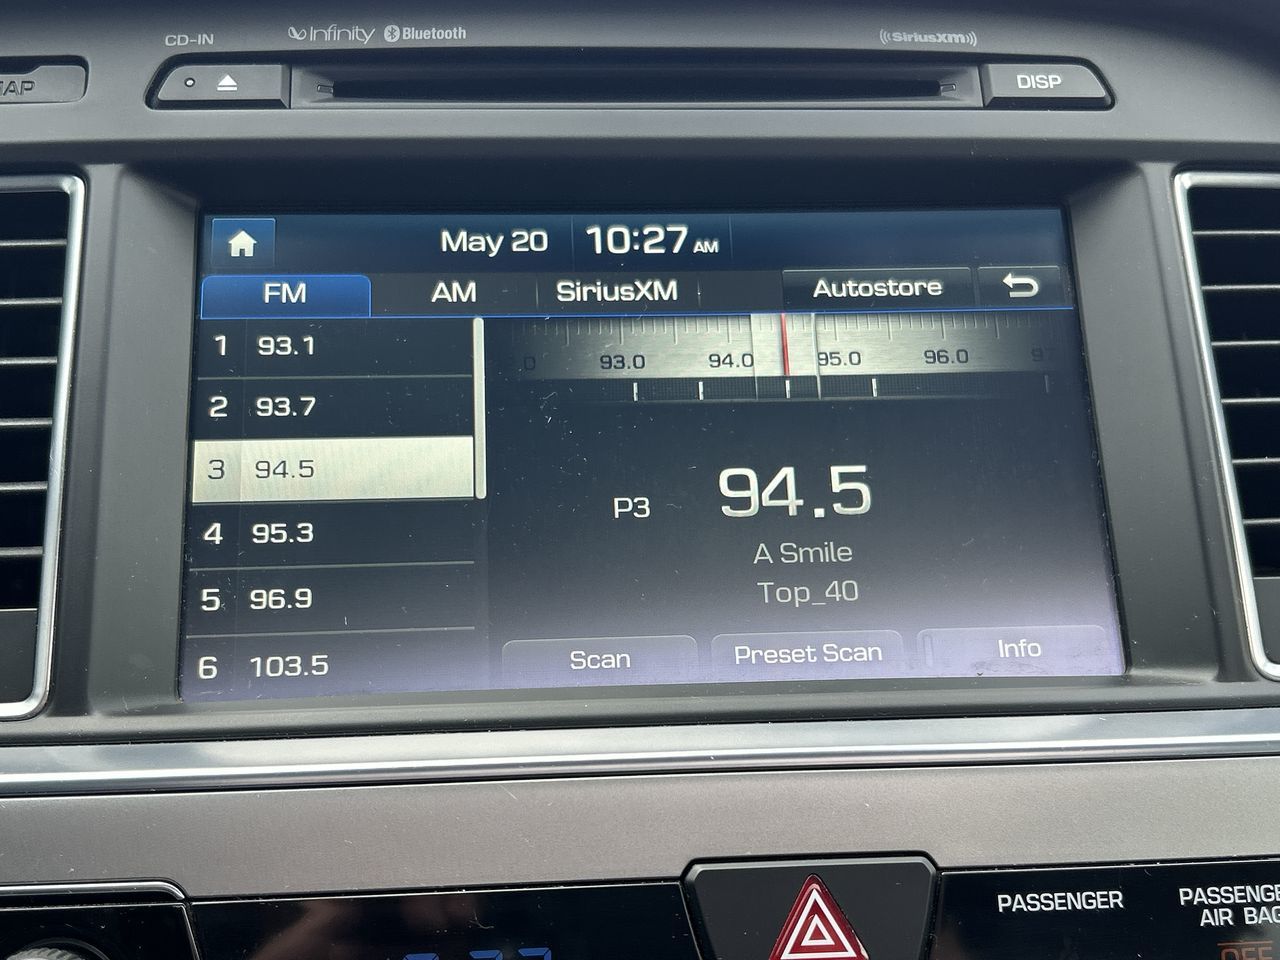 CD-IN
Infinity
Bluetooth
SiriusXM
DISP
May 20
10:27 AM
FM
AM
SiriusXM
Autostore
1 93.1
2 93.7
3 94.5
4 95.3
5 96.9
6 103.5
93.0
94.0
95.0
96.0
P3
94.5
A Smile
Top_40
Scan
Preset Scan
Info
PASSENGER
AIR BAG